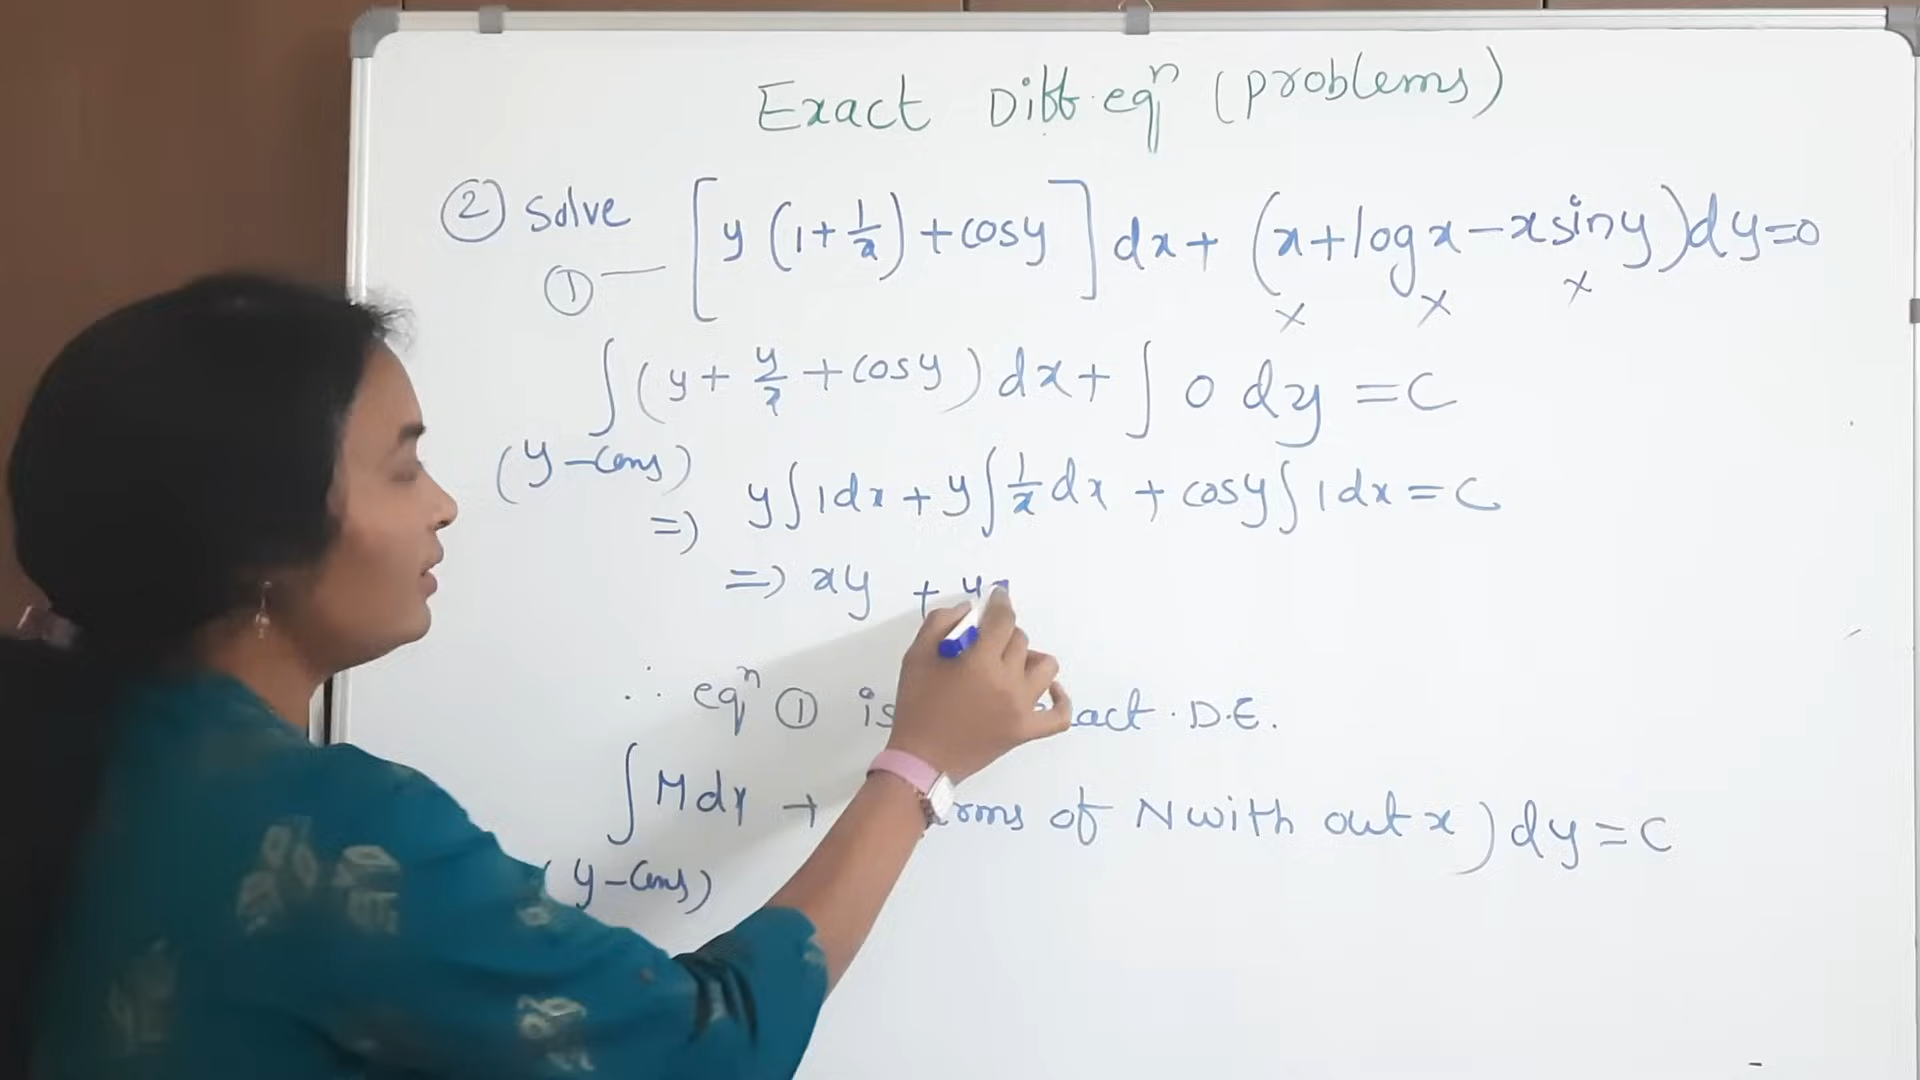 Exact Diff. eqⁿ (problems)
② Solve [y (1+1/x) + cosy] dx + (x+logx-xsiny)dy=0
① —
x x x
∫(y + y/x + cosy) dx + ∫ 0 dy = C
(y-Cons)
=> y∫1dx + y∫1/x dx + cosy∫1dx = C
=> xy + y
∴ eqⁿ ① is act. D.E.
∫Mdx + of N with out x) dy = C
(y-Cons)